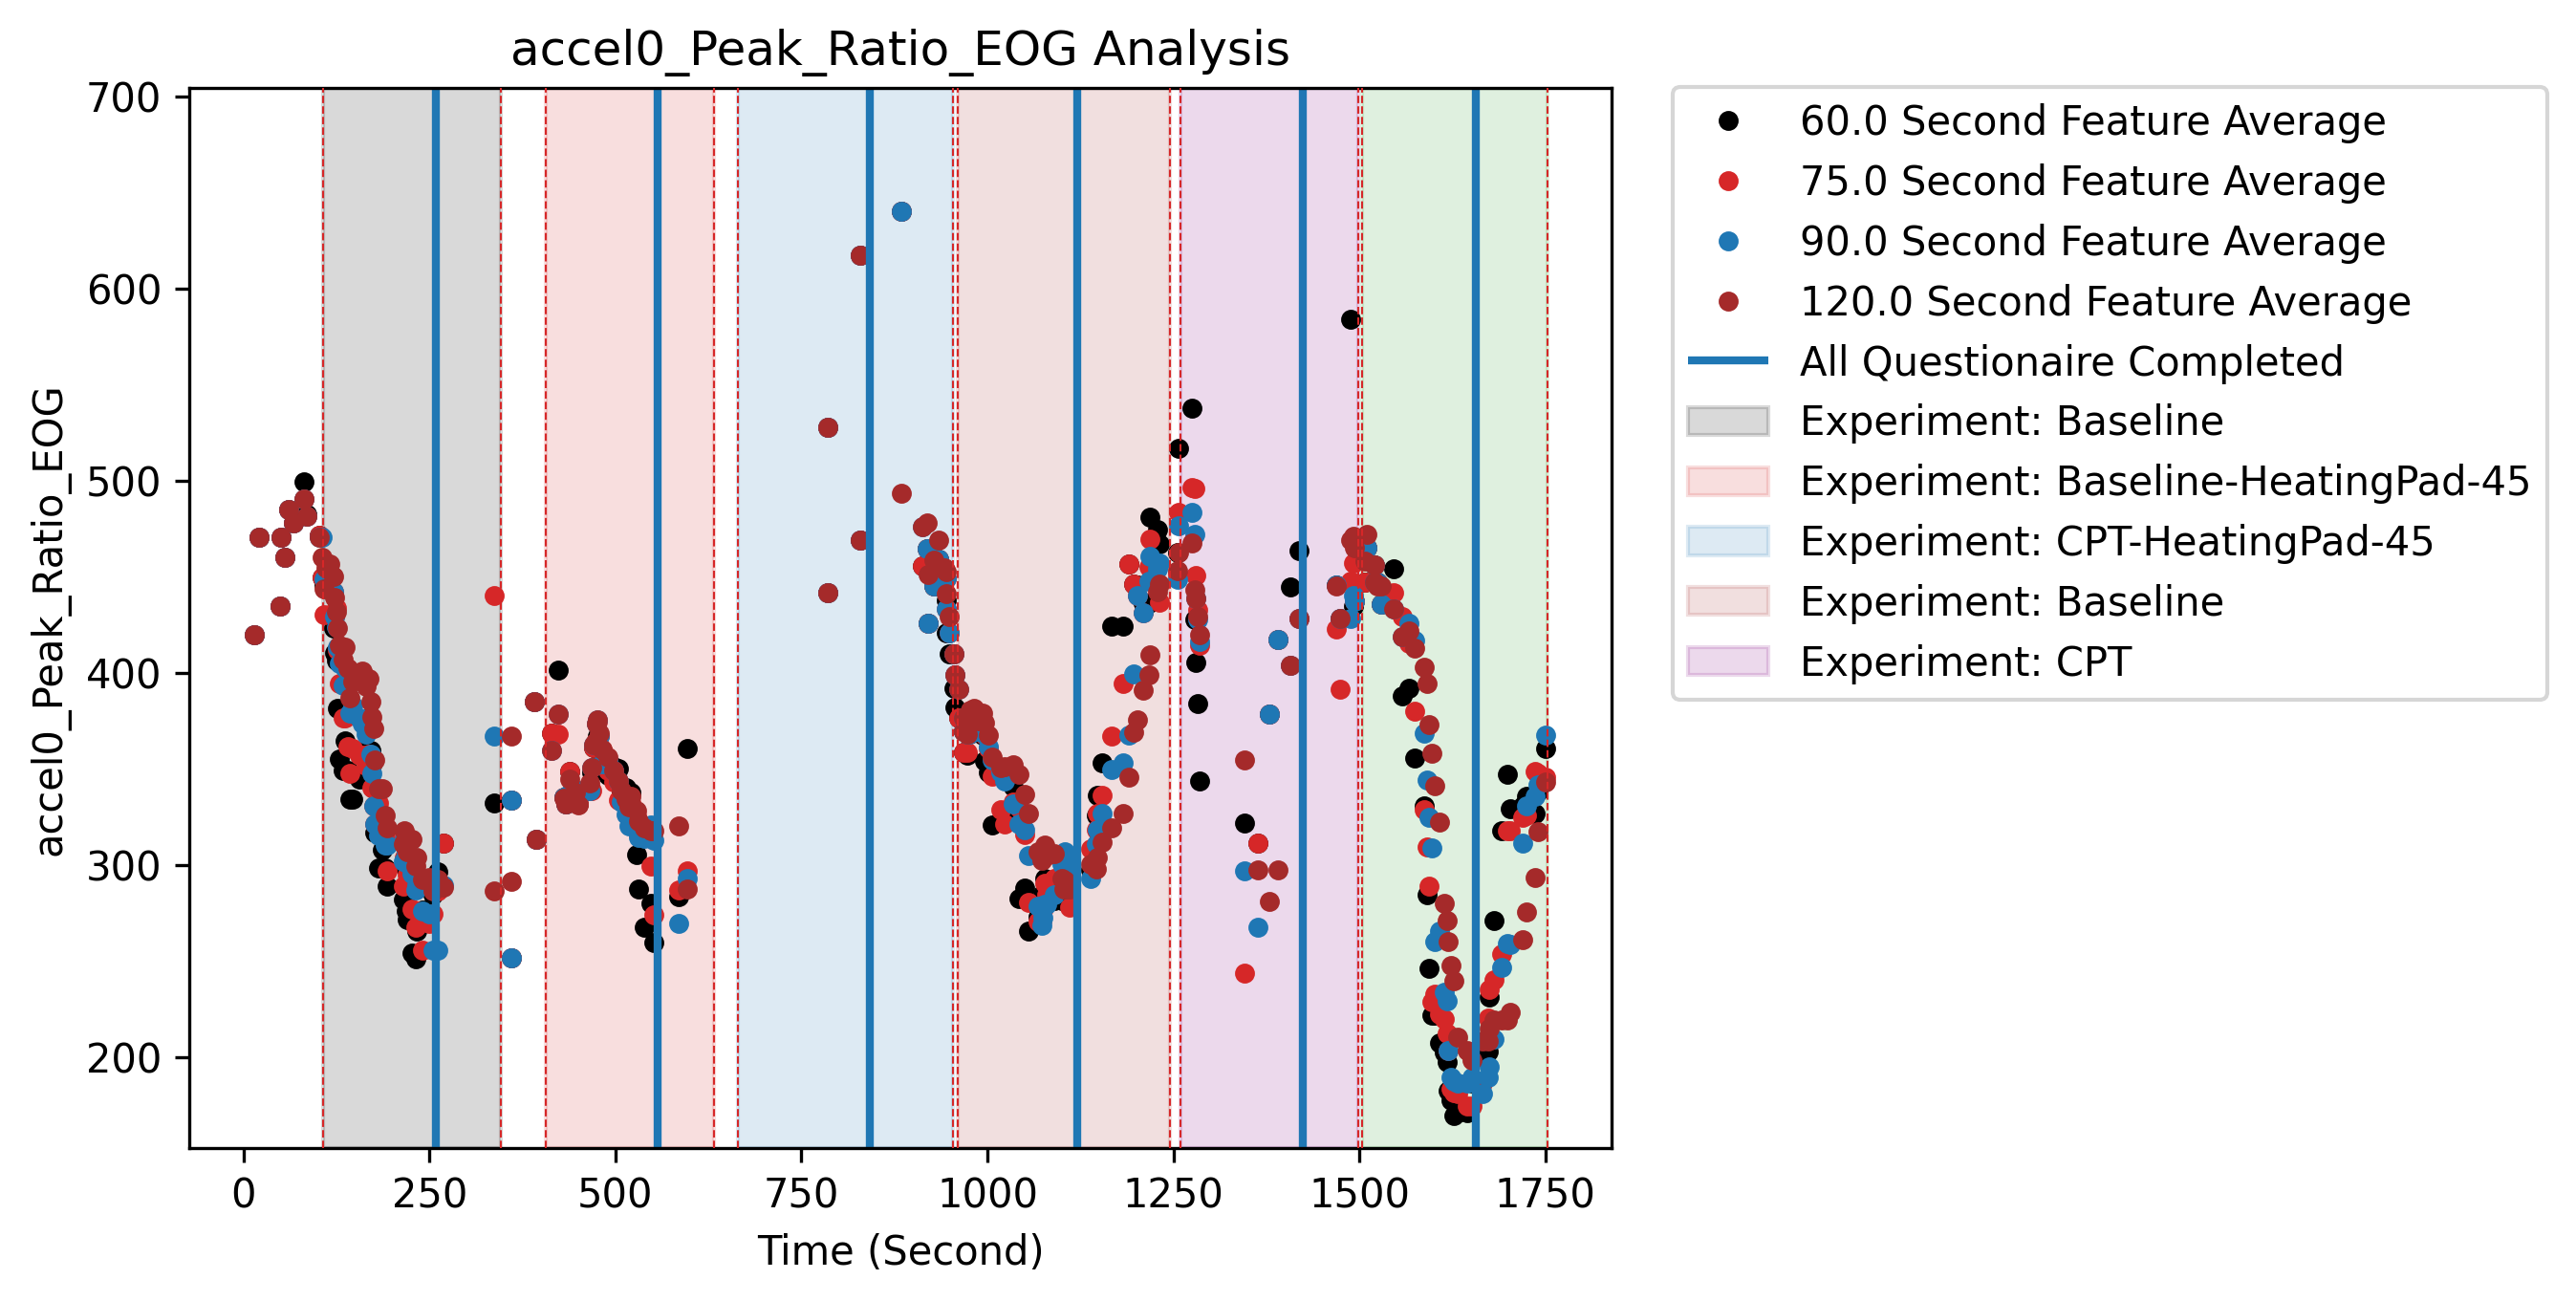 accel0_Peak_Ratio_EOG Analysis
700
600
500
400
300
200
accel0_Peak_Ratio_EOG
0 250 500 750 1000 1250 1500 1750
Time (Second)
60.0 Second Feature Average
75.0 Second Feature Average
90.0 Second Feature Average
120.0 Second Feature Average
All Questionaire Completed
Experiment: Baseline
Experiment: Baseline-HeatingPad-45
Experiment: CPT-HeatingPad-45
Experiment: Baseline
Experiment: CPT